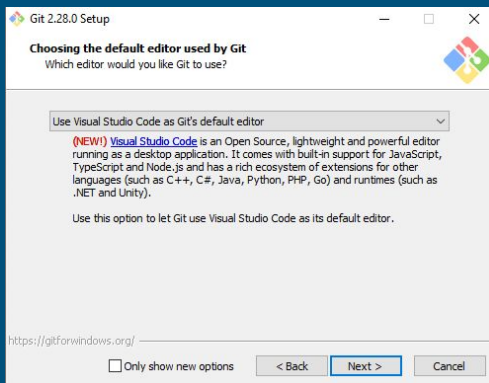 Git 2.28.0 Setup
Choosing the default editor used by Git
Which editor would you like Git to use?
Use Visual Studio Code as Git's default editor
(NEW!) Visual Studio Code is an Open Source, lightweight and powerful editor
running as a desktop application. It comes with built-in support for JavaScript,
TypeScript and Node.js and has a rich ecosystem of extensions for other
languages (such as C++, C#, Java, Python, PHP, Go) and runtimes (such as
.NET and Unity).
Use this option to let Git use Visual Studio Code as its default editor.
https://gitforwindows.org/
Only show new options < Back Next > Cancel